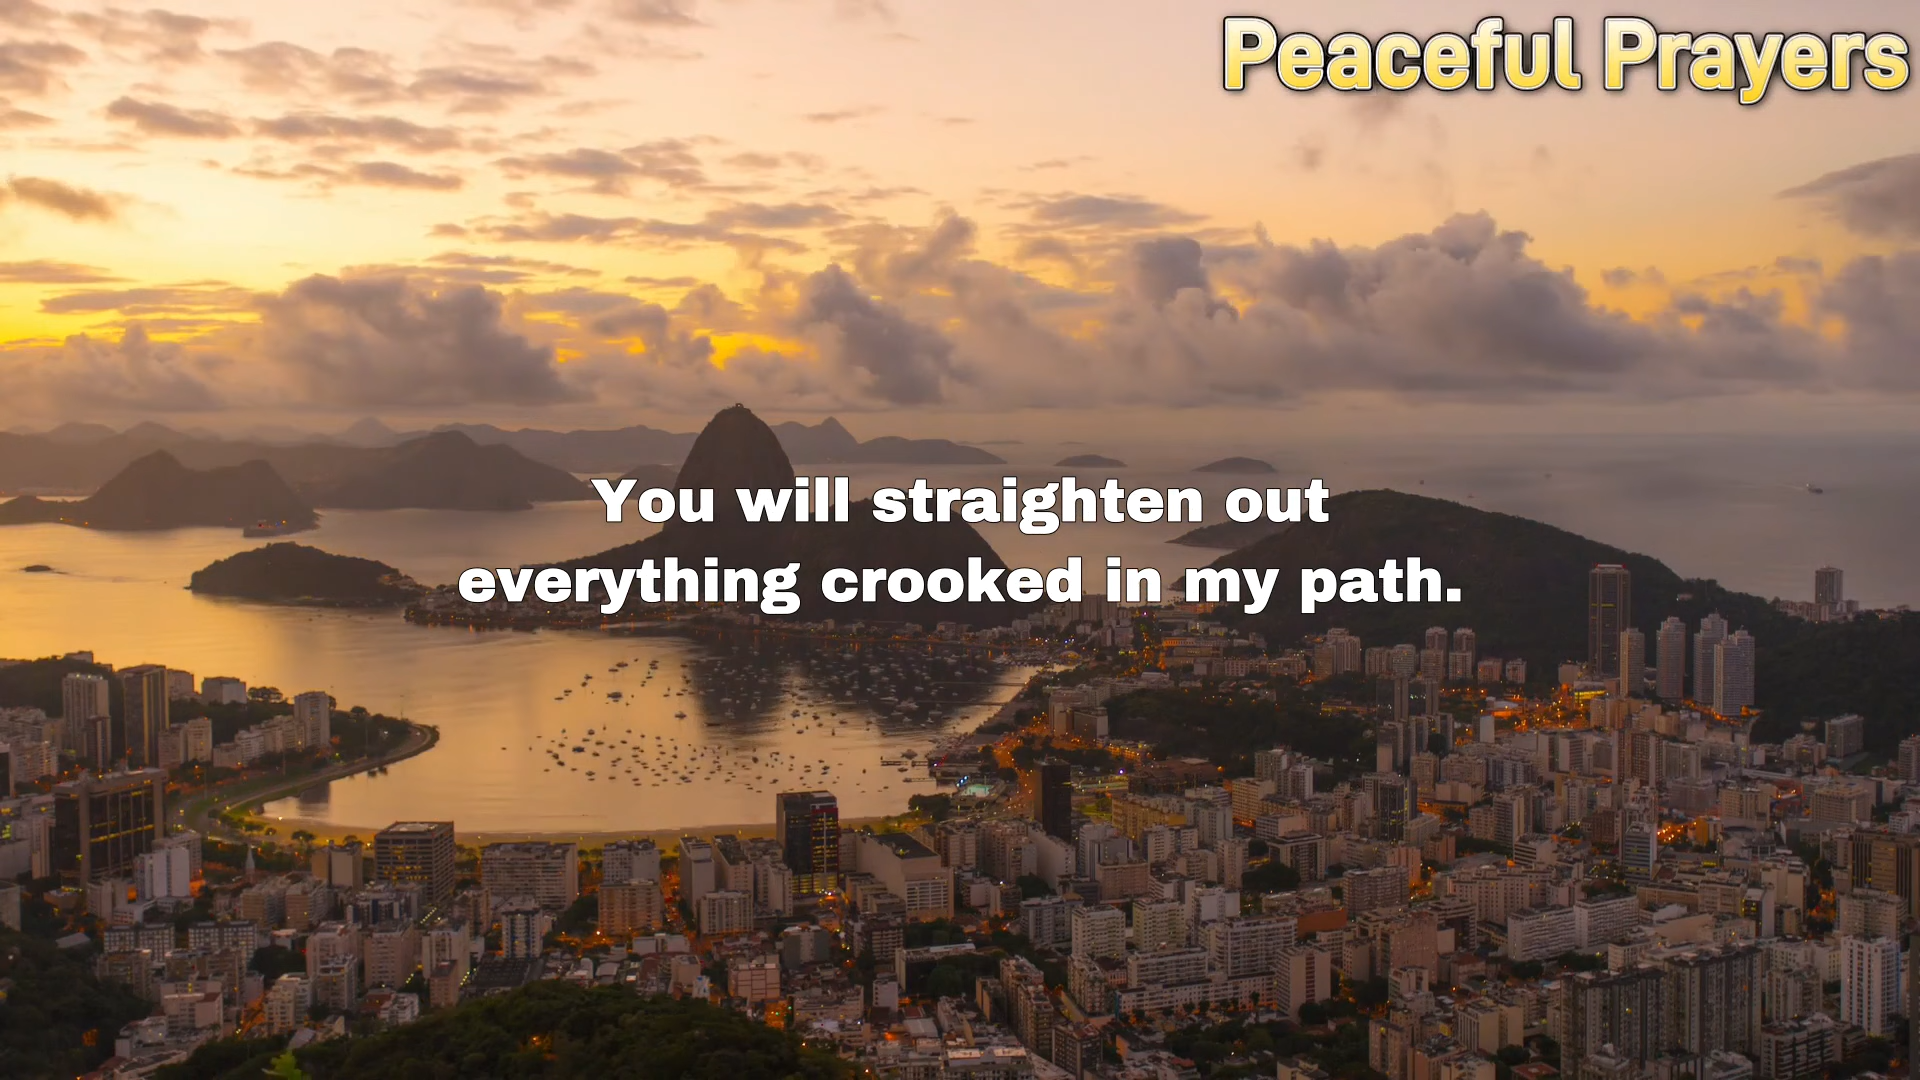 Peaceful Prayers
You will straighten out
everything crooked in my path.